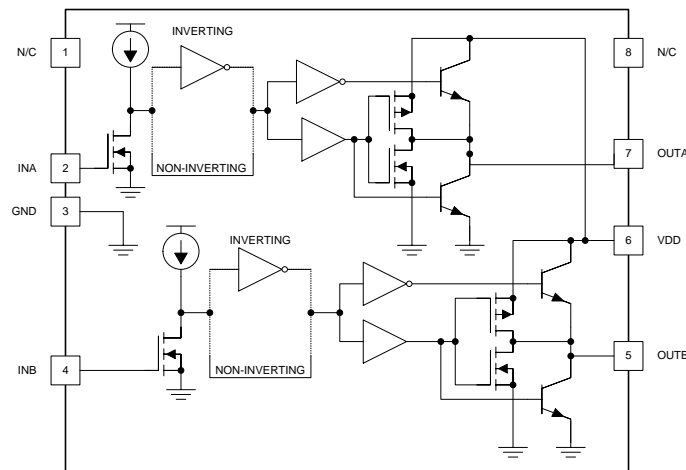 INVERTING
N/C 1
8 N/C
INA 2
NON-INVERTING
7 OUTA
GND 3
INVERTING
6 VDD
INB 4
NON-INVERTING
5 OUTB